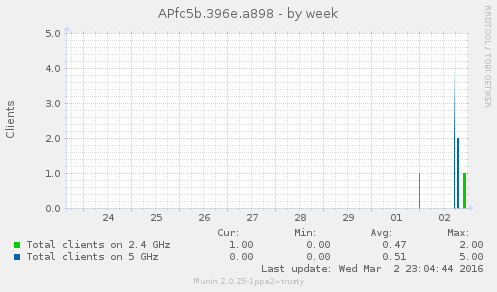 APfc5b.396e.a898 - by week
RRDTOOL / TOBI OETIKER
Clients
5.0
4.0
3.0
2.0
1.0
0.0
24 25 26 27 28 29 01 02
Cur: Min: Avg: Max:
Total clients on 2.4 GHz 1.00 0.00 0.47 2.00
Total clients on 5 GHz 0.00 0.00 0.51 5.00
Last update: Wed Mar 2 23:04:44 2016
Munin 2.0.25-1ppa2~trusty